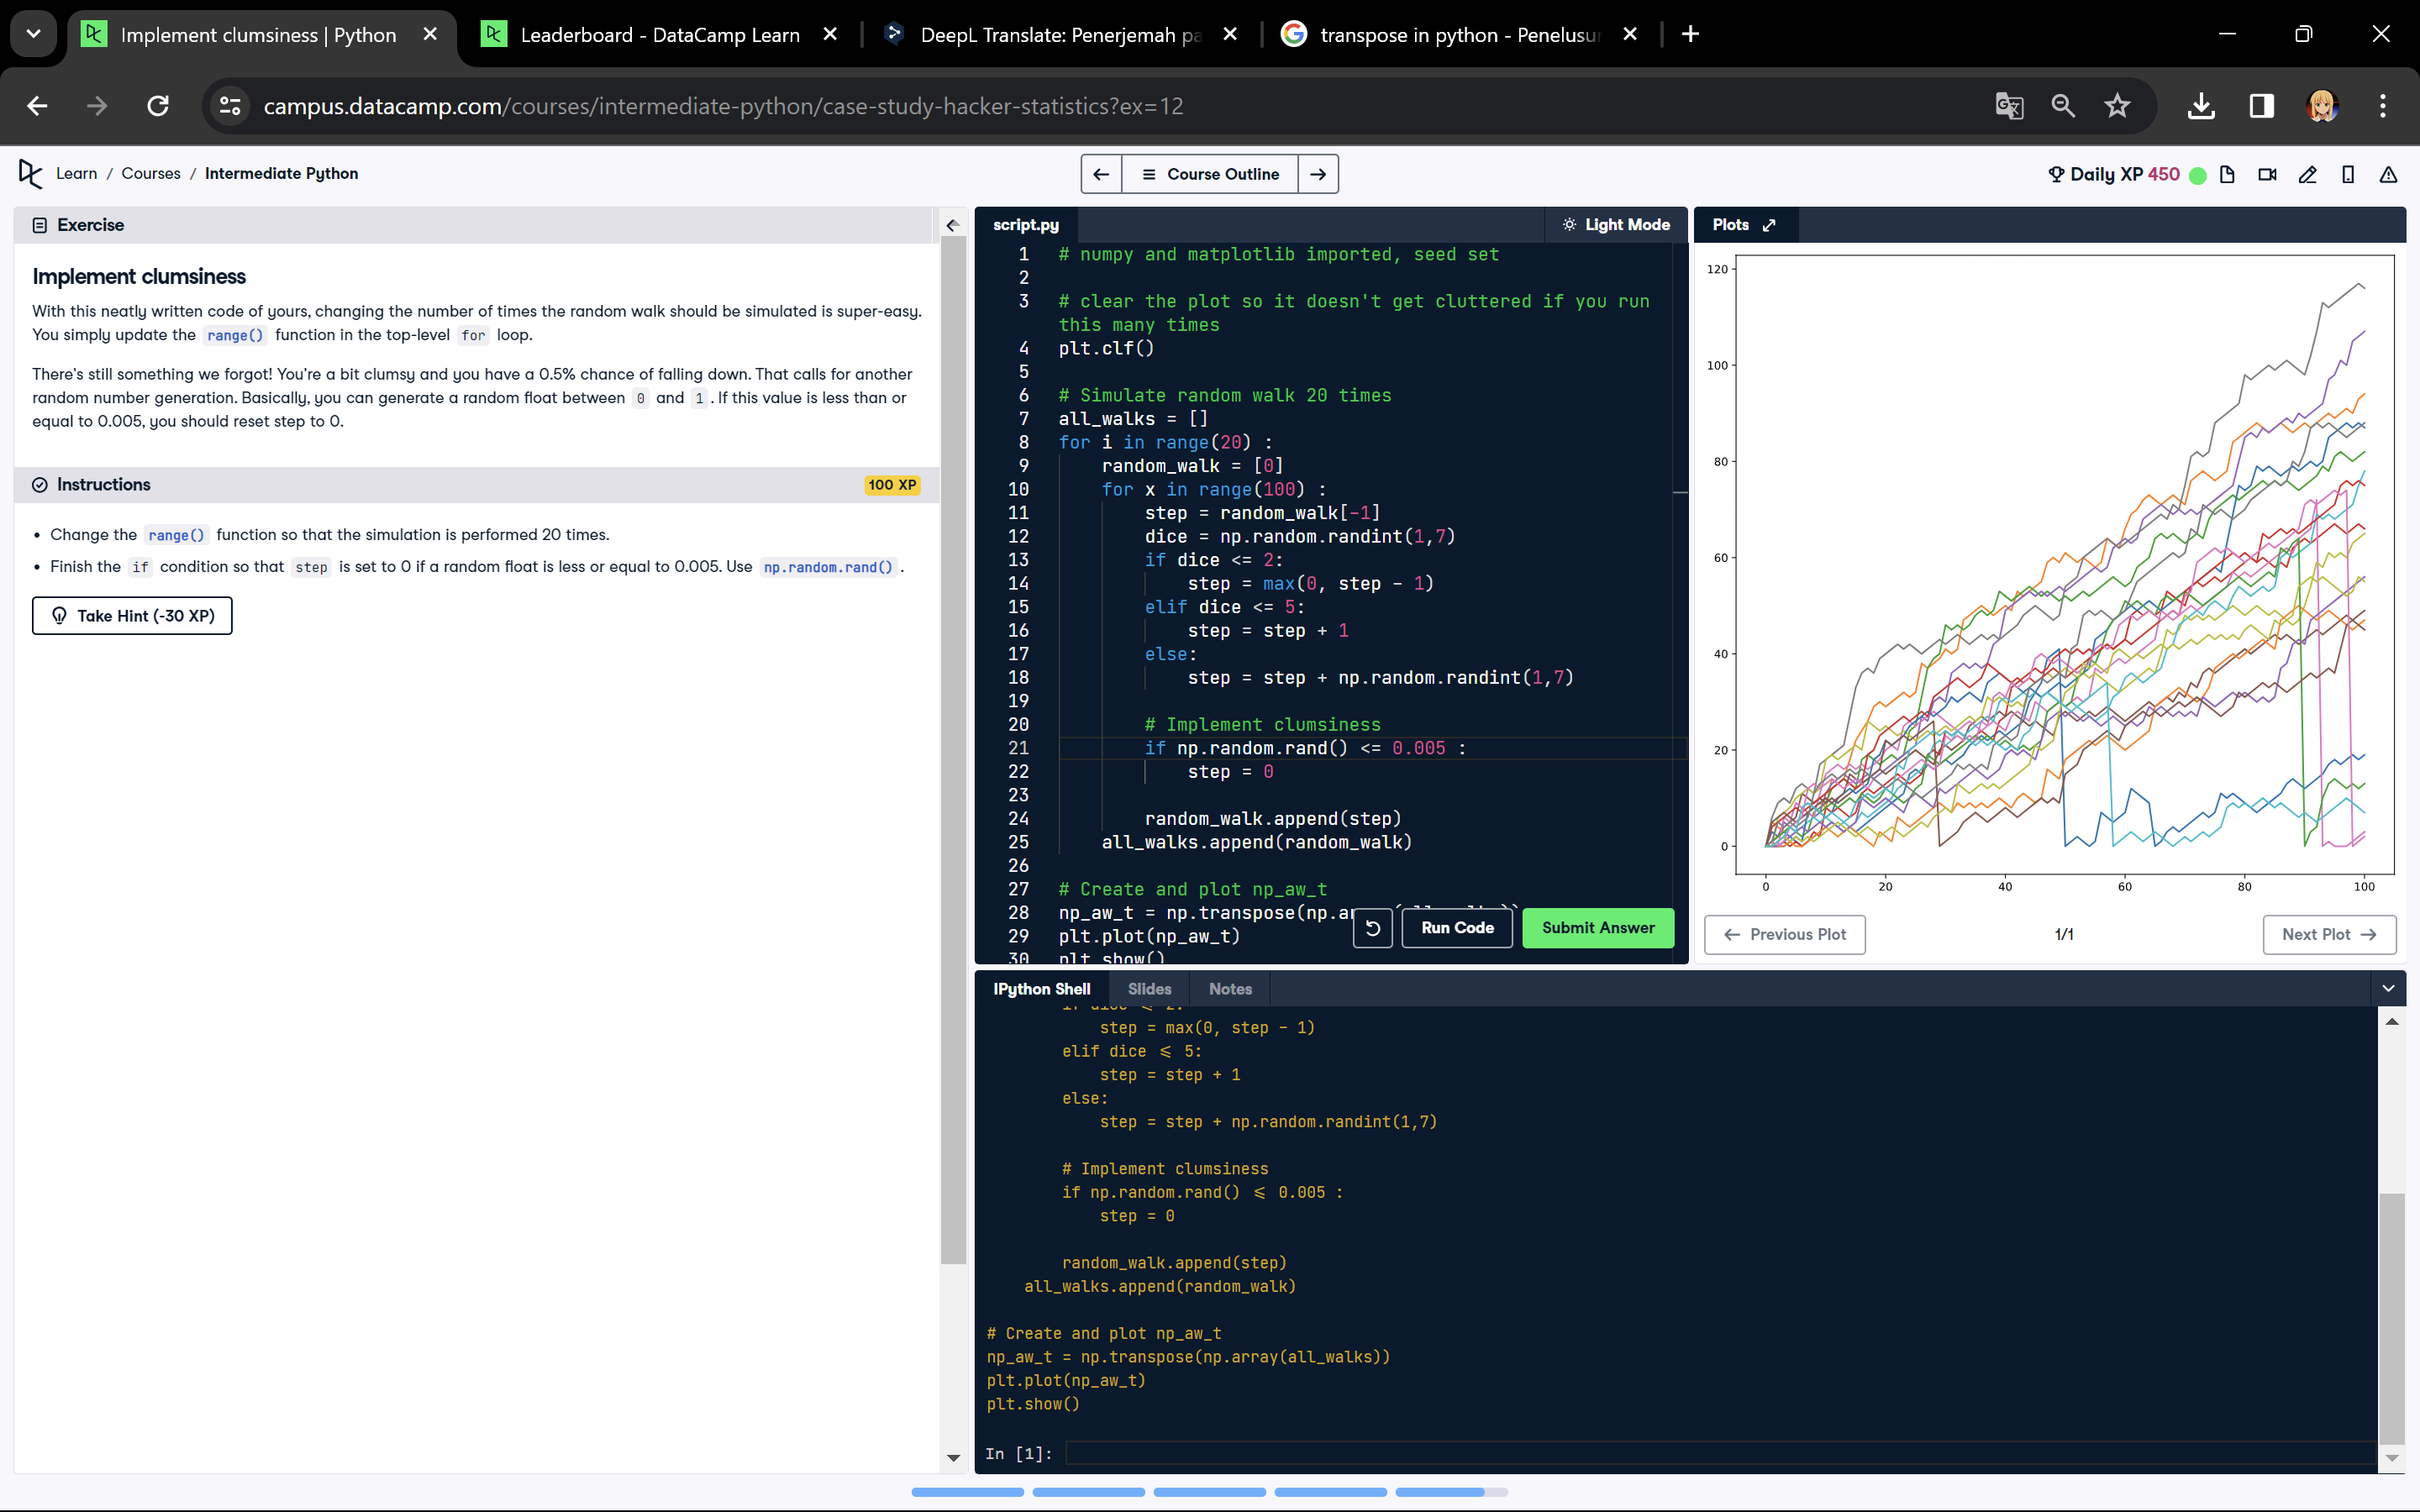 Implement clumsiness | Python
Leaderboard - DataCamp Learn
DeepL Translate: Penerjemah pa
transpose in python - Penelusur
campus.datacamp.com/courses/intermediate-python/case-study-hacker-statistics?ex=12
Learn / Courses / Intermediate Python
Course Outline
Daily XP 450
Exercise
Implement clumsiness
With this neatly written code of yours, changing the number of times the random walk should be simulated is super-easy.
You simply update the range() function in the top-level for loop.
There's still something we forgot! You're a bit clumsy and you have a 0.5% chance of falling down. That calls for another
random number generation. Basically, you can generate a random float between 0 and 1. If this value is less than or
equal to 0.005, you should reset step to 0.
Instructions
100 XP
• Change the range() function so that the simulation is performed 20 times.
• Finish the if condition so that step is set to 0 if a random float is less or equal to 0.005. Use np.random.rand().
Take Hint (-30 XP)
script.py
Light Mode
1 # numpy and matplotlib imported, seed set
2
3 # clear the plot so it doesn't get cluttered if you run
this many times
4 plt.clf()
5
6 # Simulate random walk 20 times
7 all_walks = []
8 for i in range(20) :
9 random_walk = [0]
10 for x in range(100) :
11 step = random_walk[-1]
12 dice = np.random.randint(1,7)
13 if dice <= 2:
14 step = max(0, step - 1)
15 elif dice <= 5:
16 step = step + 1
17 else:
18 step = step + np.random.randint(1,7)
19
20 # Implement clumsiness
21 if np.random.rand() <= 0.005 :
22 step = 0
23
24 random_walk.append(step)
25 all_walks.append(random_walk)
26
27 # Create and plot np_aw_t
28 np_aw_t = np.transpose(np.ar
29 plt.plot(np_aw_t)
30 plt.show()
Run Code
Submit Answer
Plots
120
100
80
60
40
20
0
0 20 40 60 80 100
Previous Plot
1/1
Next Plot
IPython Shell
Slides
Notes
if dice <= 2:
step = max(0, step - 1)
elif dice <= 5:
step = step + 1
else:
step = step + np.random.randint(1,7)
# Implement clumsiness
if np.random.rand() <= 0.005 :
step = 0
random_walk.append(step)
all_walks.append(random_walk)
# Create and plot np_aw_t
np_aw_t = np.transpose(np.array(all_walks))
plt.plot(np_aw_t)
plt.show()
In [1]: